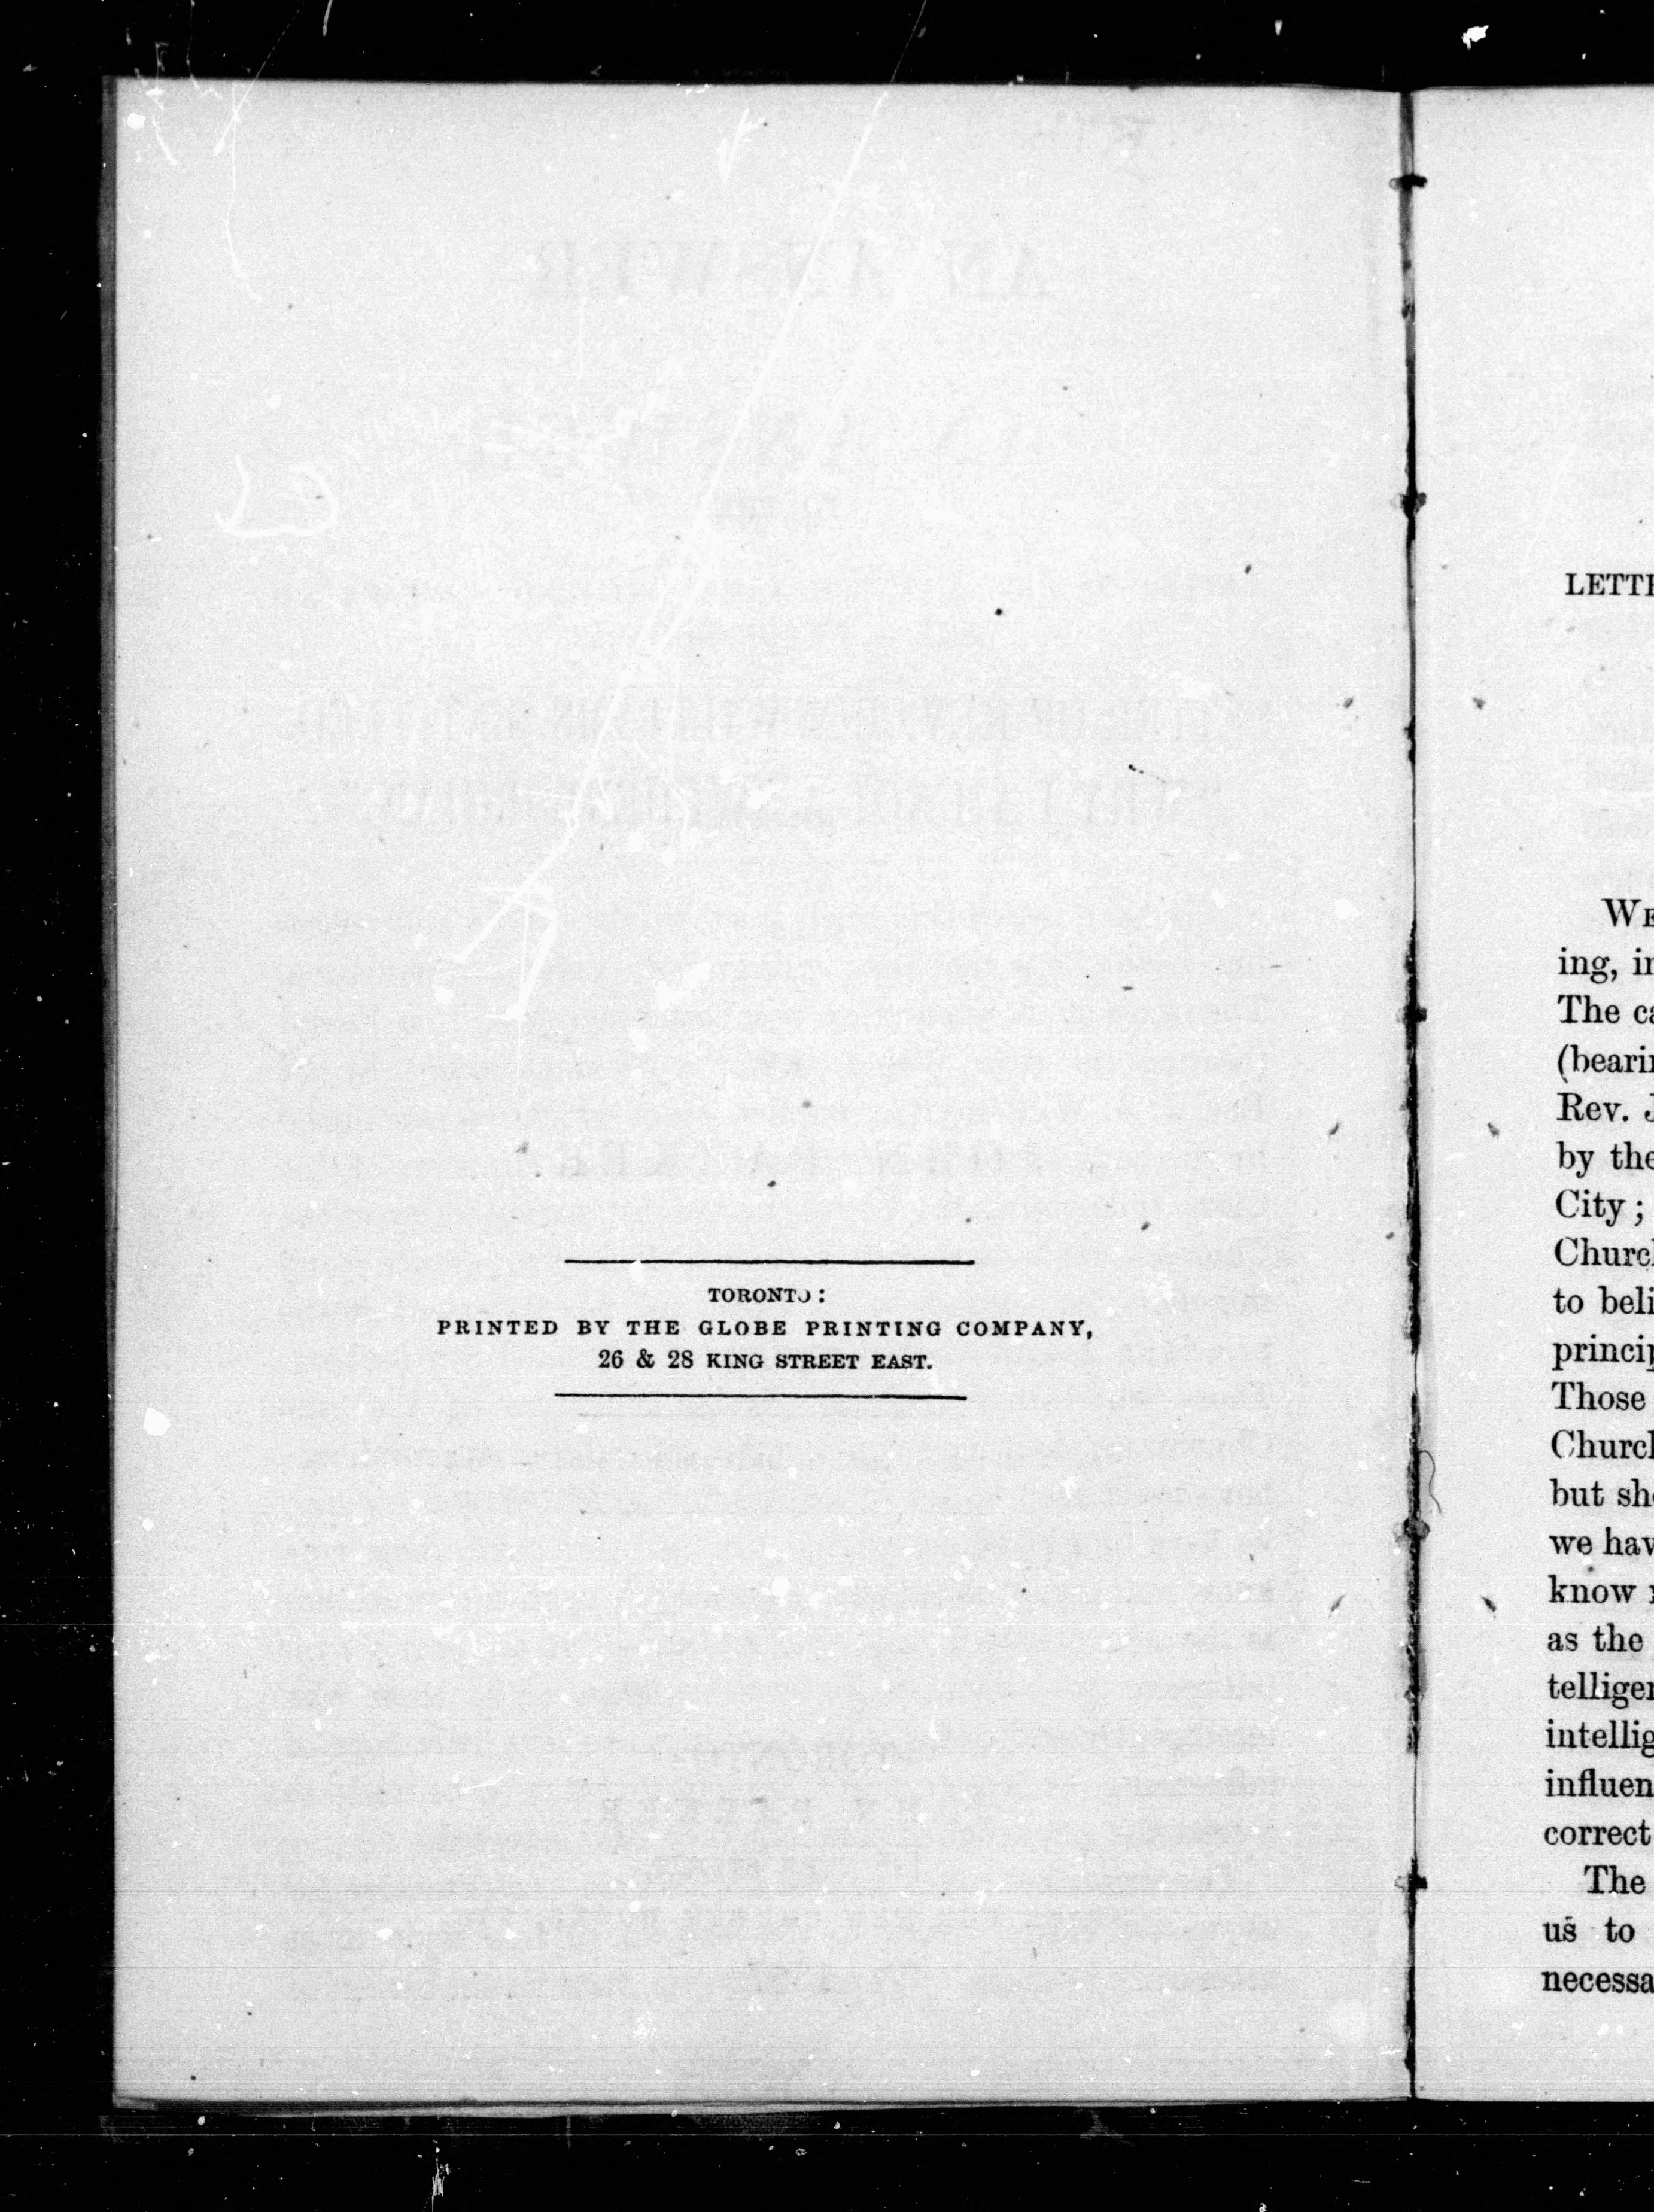 TORONTO:
PRINTED BY THE GLOBE PRINTING COMPANY,
26 & 28 KING STREET EAST.
LETTE
WE
ing, in
The ca
(bearin
Rev. J
by the
City;
Church
to beli
princip
Those
Church
but sho
we hav
know
as the
telligen
intellig
influen
correct
The
us to
necessa